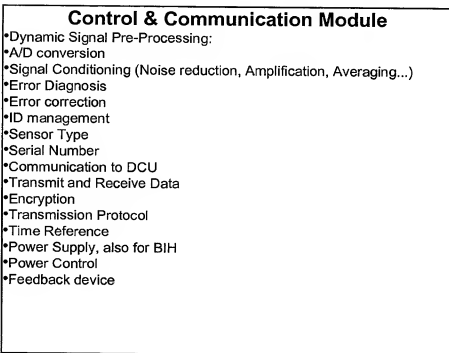 Control & Communication Module
•Dynamic Signal Pre-Processing:
•A/D conversion
•Signal Conditioning (Noise reduction, Amplification, Averaging...)
•Error Diagnosis
•Error correction
•ID management
•Sensor Type
•Serial Number
•Communication to DCU
•Transmit and Receive Data
•Encryption
•Transmission Protocol
•Time Reference
•Power Supply, also for BIH
•Power Control
•Feedback device